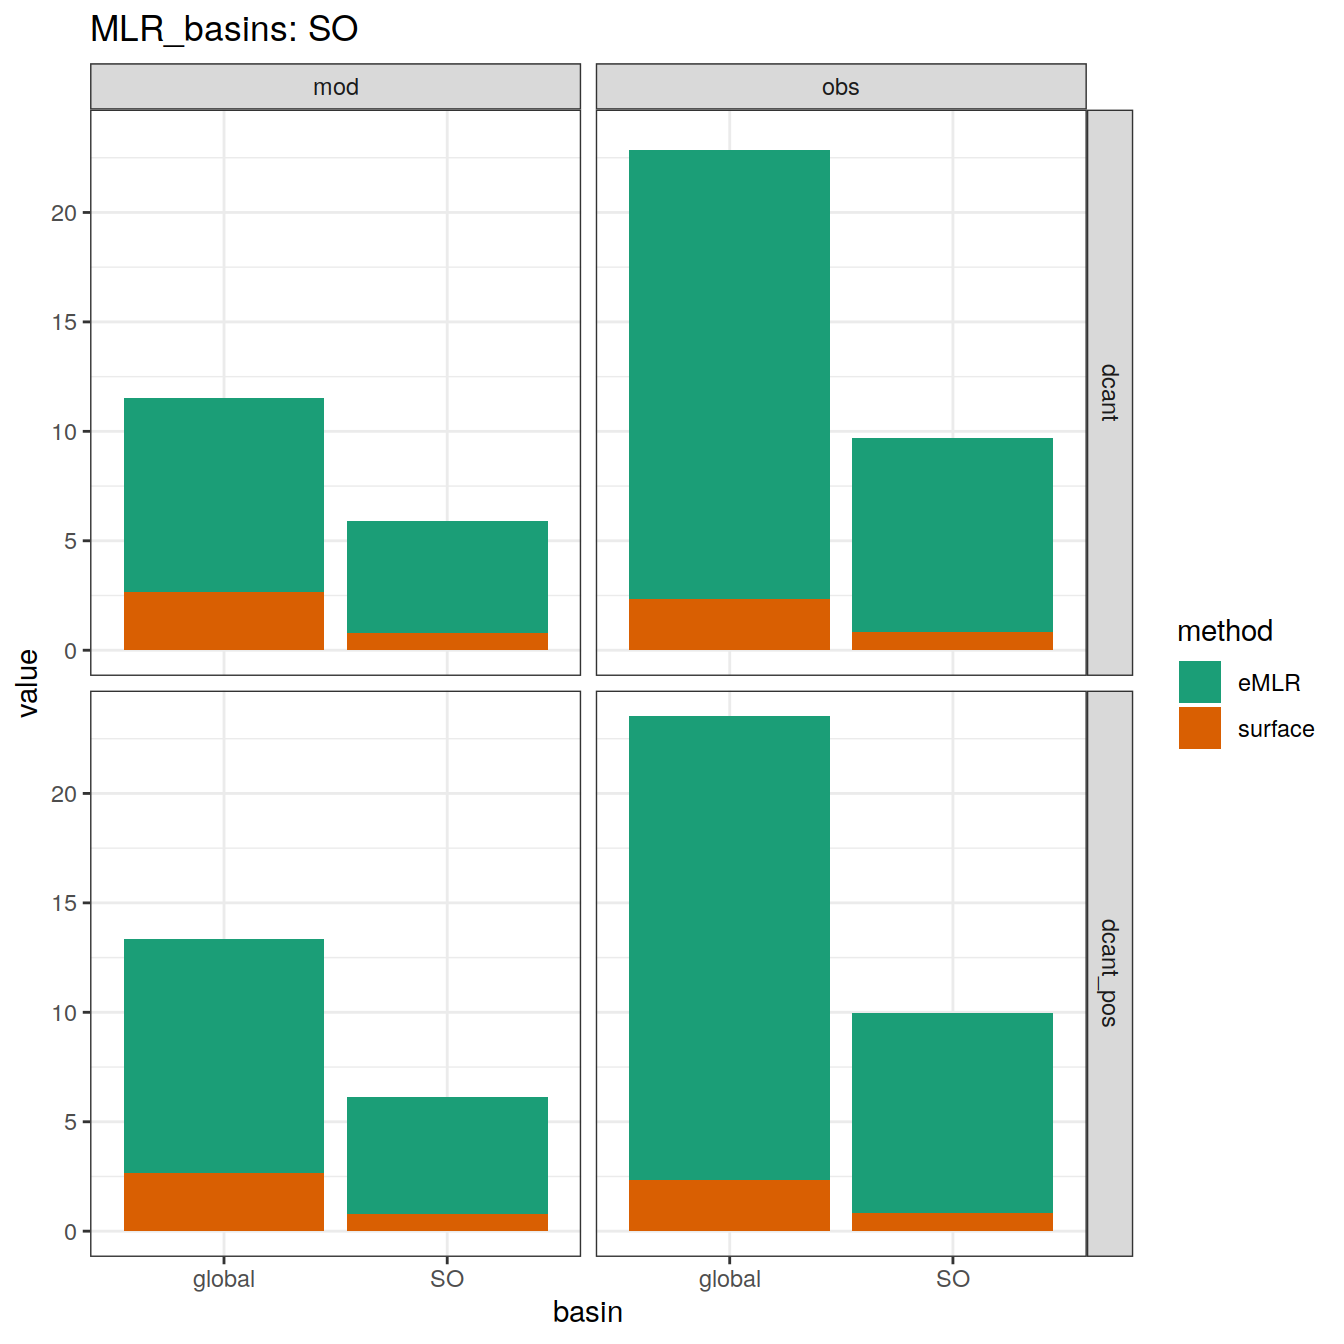 MLR_basins: SO
mod
obs
20
15
10
5
0
dcant
20
15
10
5
0
dcant_pos
value
global
SO
global
SO
basin
method
eMLR
surface